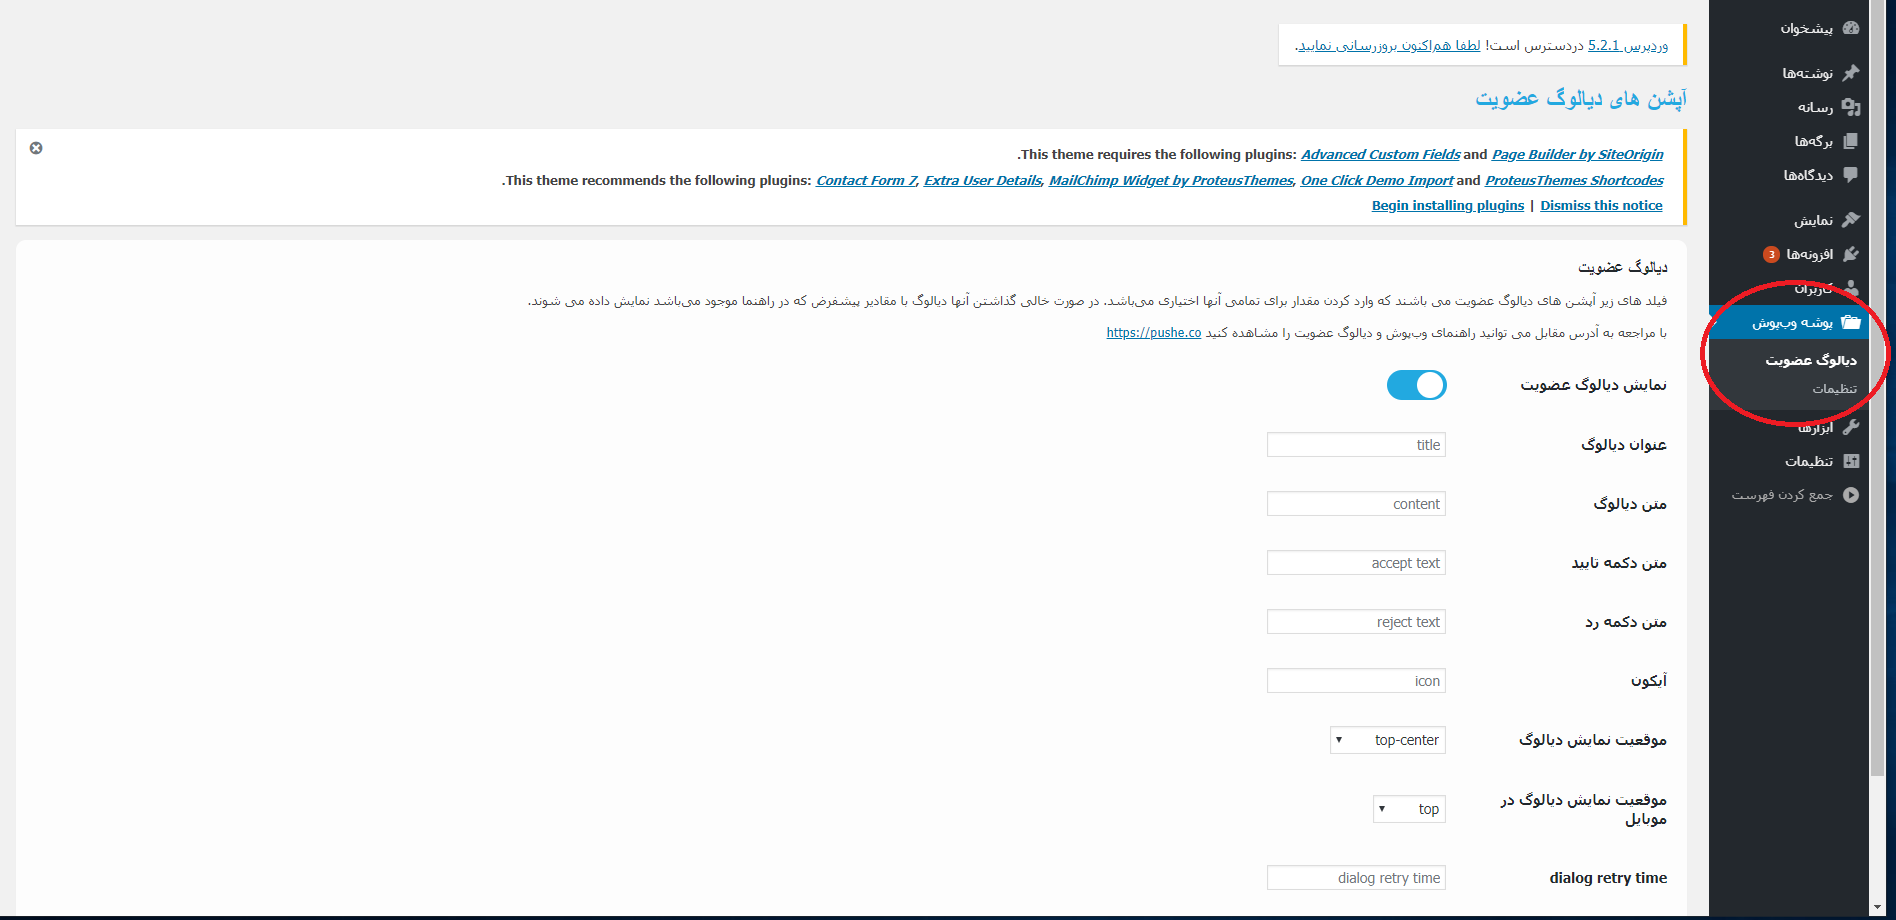 پیشخوان
نوشته‌ها
رسانه
برگه‌ها
دیدگاه‌ها
نمایش
افزونه‌ها 3
کاربران
پوشه وب‌پوش
دیالوگ عضویت
تنظیمات
ابزارها
تنظیمات
جمع کردن فهرست
وردپرس 5.2.1 دردسترس است! لطفا هم‌اکنون بروزرسانی نمایید.
آپشن های دیالوگ عضویت
This theme requires the following plugins: Advanced Custom Fields and Page Builder by SiteOrigin.
This theme recommends the following plugins: Contact Form 7, Extra User Details, MailChimp Widget by ProteusThemes, One Click Demo Import and ProteusThemes Shortcodes.
Begin installing plugins | Dismiss this notice
دیالوگ عضویت
فیلد های زیر آپشن های دیالوگ عضویت می باشند که وارد کردن مقدار برای تمامی آنها اختیاری می‌باشد. در صورت خالی گذاشتن آنها دیالوگ با مقادیر پیشفرض که در راهنما موجود می‌باشد نمایش داده می شوند.
با مراجعه به آدرس مقابل می توانید راهنمای وب‌پوش و دیالوگ عضویت را مشاهده کنید https://pushe.co
نمایش دیالوگ عضویت
عنوان دیالوگ title
متن دیالوگ content
متن دکمه تایید accept text
متن دکمه رد reject text
آیکون icon
موقعیت نمایش دیالوگ top-center
موقعیت نمایش دیالوگ در
موبایل top
dialog retry time dialog retry time